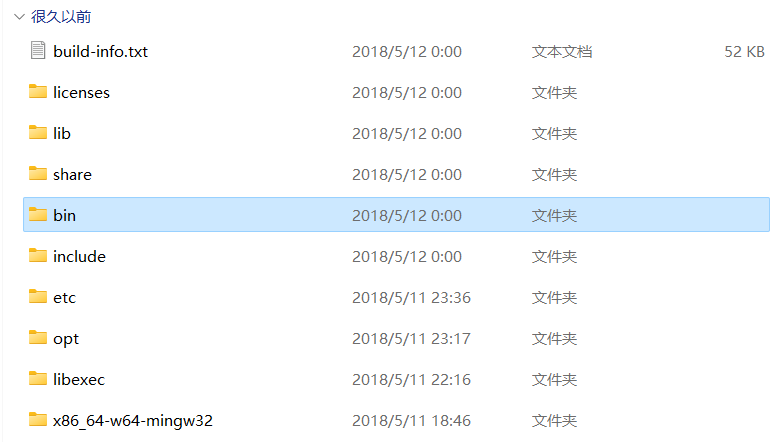 很久以前
build-info.txt 2018/5/12 0:00 文本文档 52 KB
licenses 2018/5/12 0:00 文件夹
lib 2018/5/12 0:00 文件夹
share 2018/5/12 0:00 文件夹
bin 2018/5/12 0:00 文件夹
include 2018/5/12 0:00 文件夹
etc 2018/5/11 23:36 文件夹
opt 2018/5/11 23:17 文件夹
libexec 2018/5/11 22:16 文件夹
x86_64-w64-mingw32 2018/5/11 18:46 文件夹